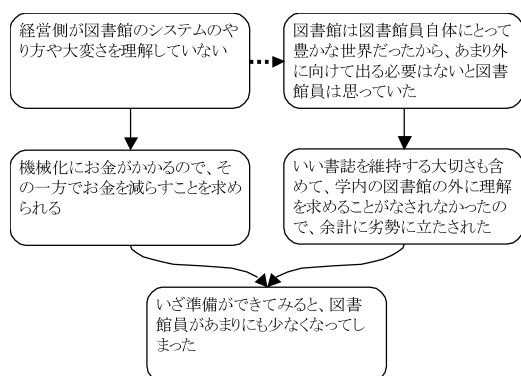 経営側が図書館のシステムのや
り方や大変さを理解していない
図書館は図書館員自体にとって
豊かな世界だったから、あまり外
に向けて出る必要はないと図書
館員は思っていた
機械化にお金がかかるので、そ
の一方でお金を減らすことを求め
られる
いい書誌を維持する大切さも含
めて、学内の図書館の外に理解
を求めることがなされなかったの
で、余計に劣勢に立たされた
いざ準備ができてみると、図書
館員があまりにも少なくなってし
まった